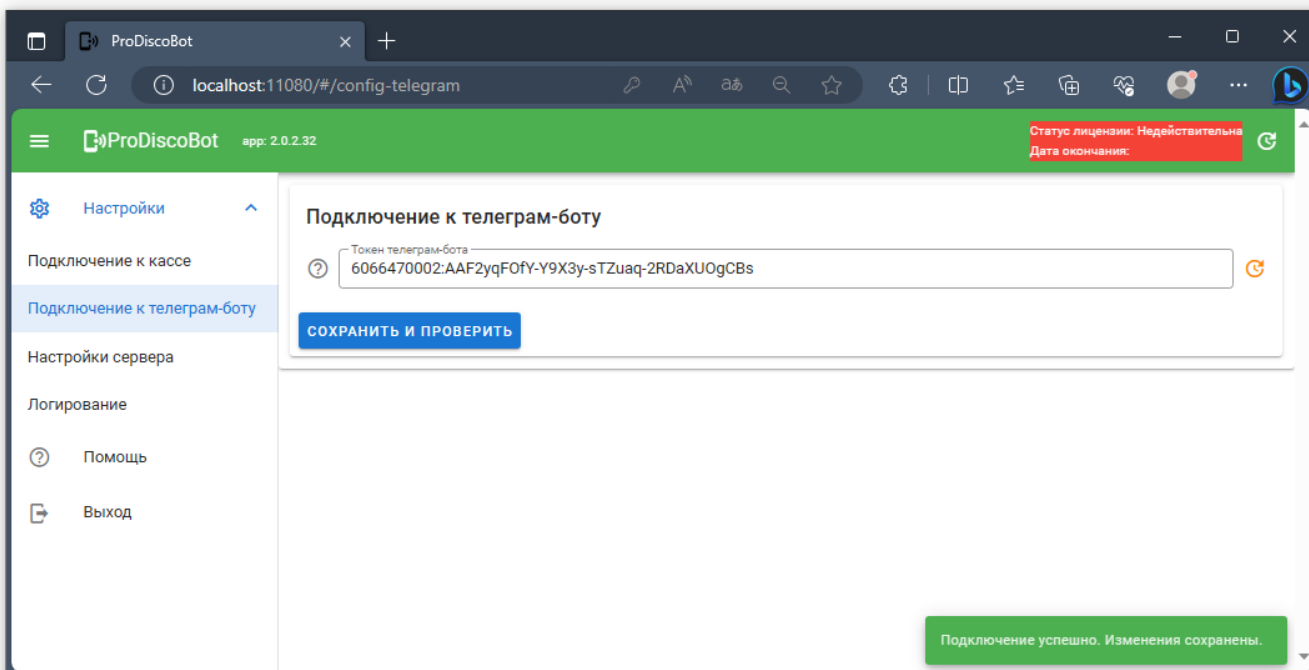 ProDiscoBot
localhost:11080/#/config-telegram
ProDiscoBot app: 2.0.2.32
Статус лицензии: Недействительна
Дата окончания:
Настройки
Подключение к кассе
Подключение к телеграм-боту
Настройки сервера
Логирование
Помощь
Выход
Подключение к телеграм-боту
Токен телеграм-бота
6066470002:AAF2yqFOfY-Y9X3y-sTZuaq-2RDaXUOgCBs
СОХРАНИТЬ И ПРОВЕРИТЬ
Подключение успешно. Изменения сохранены.